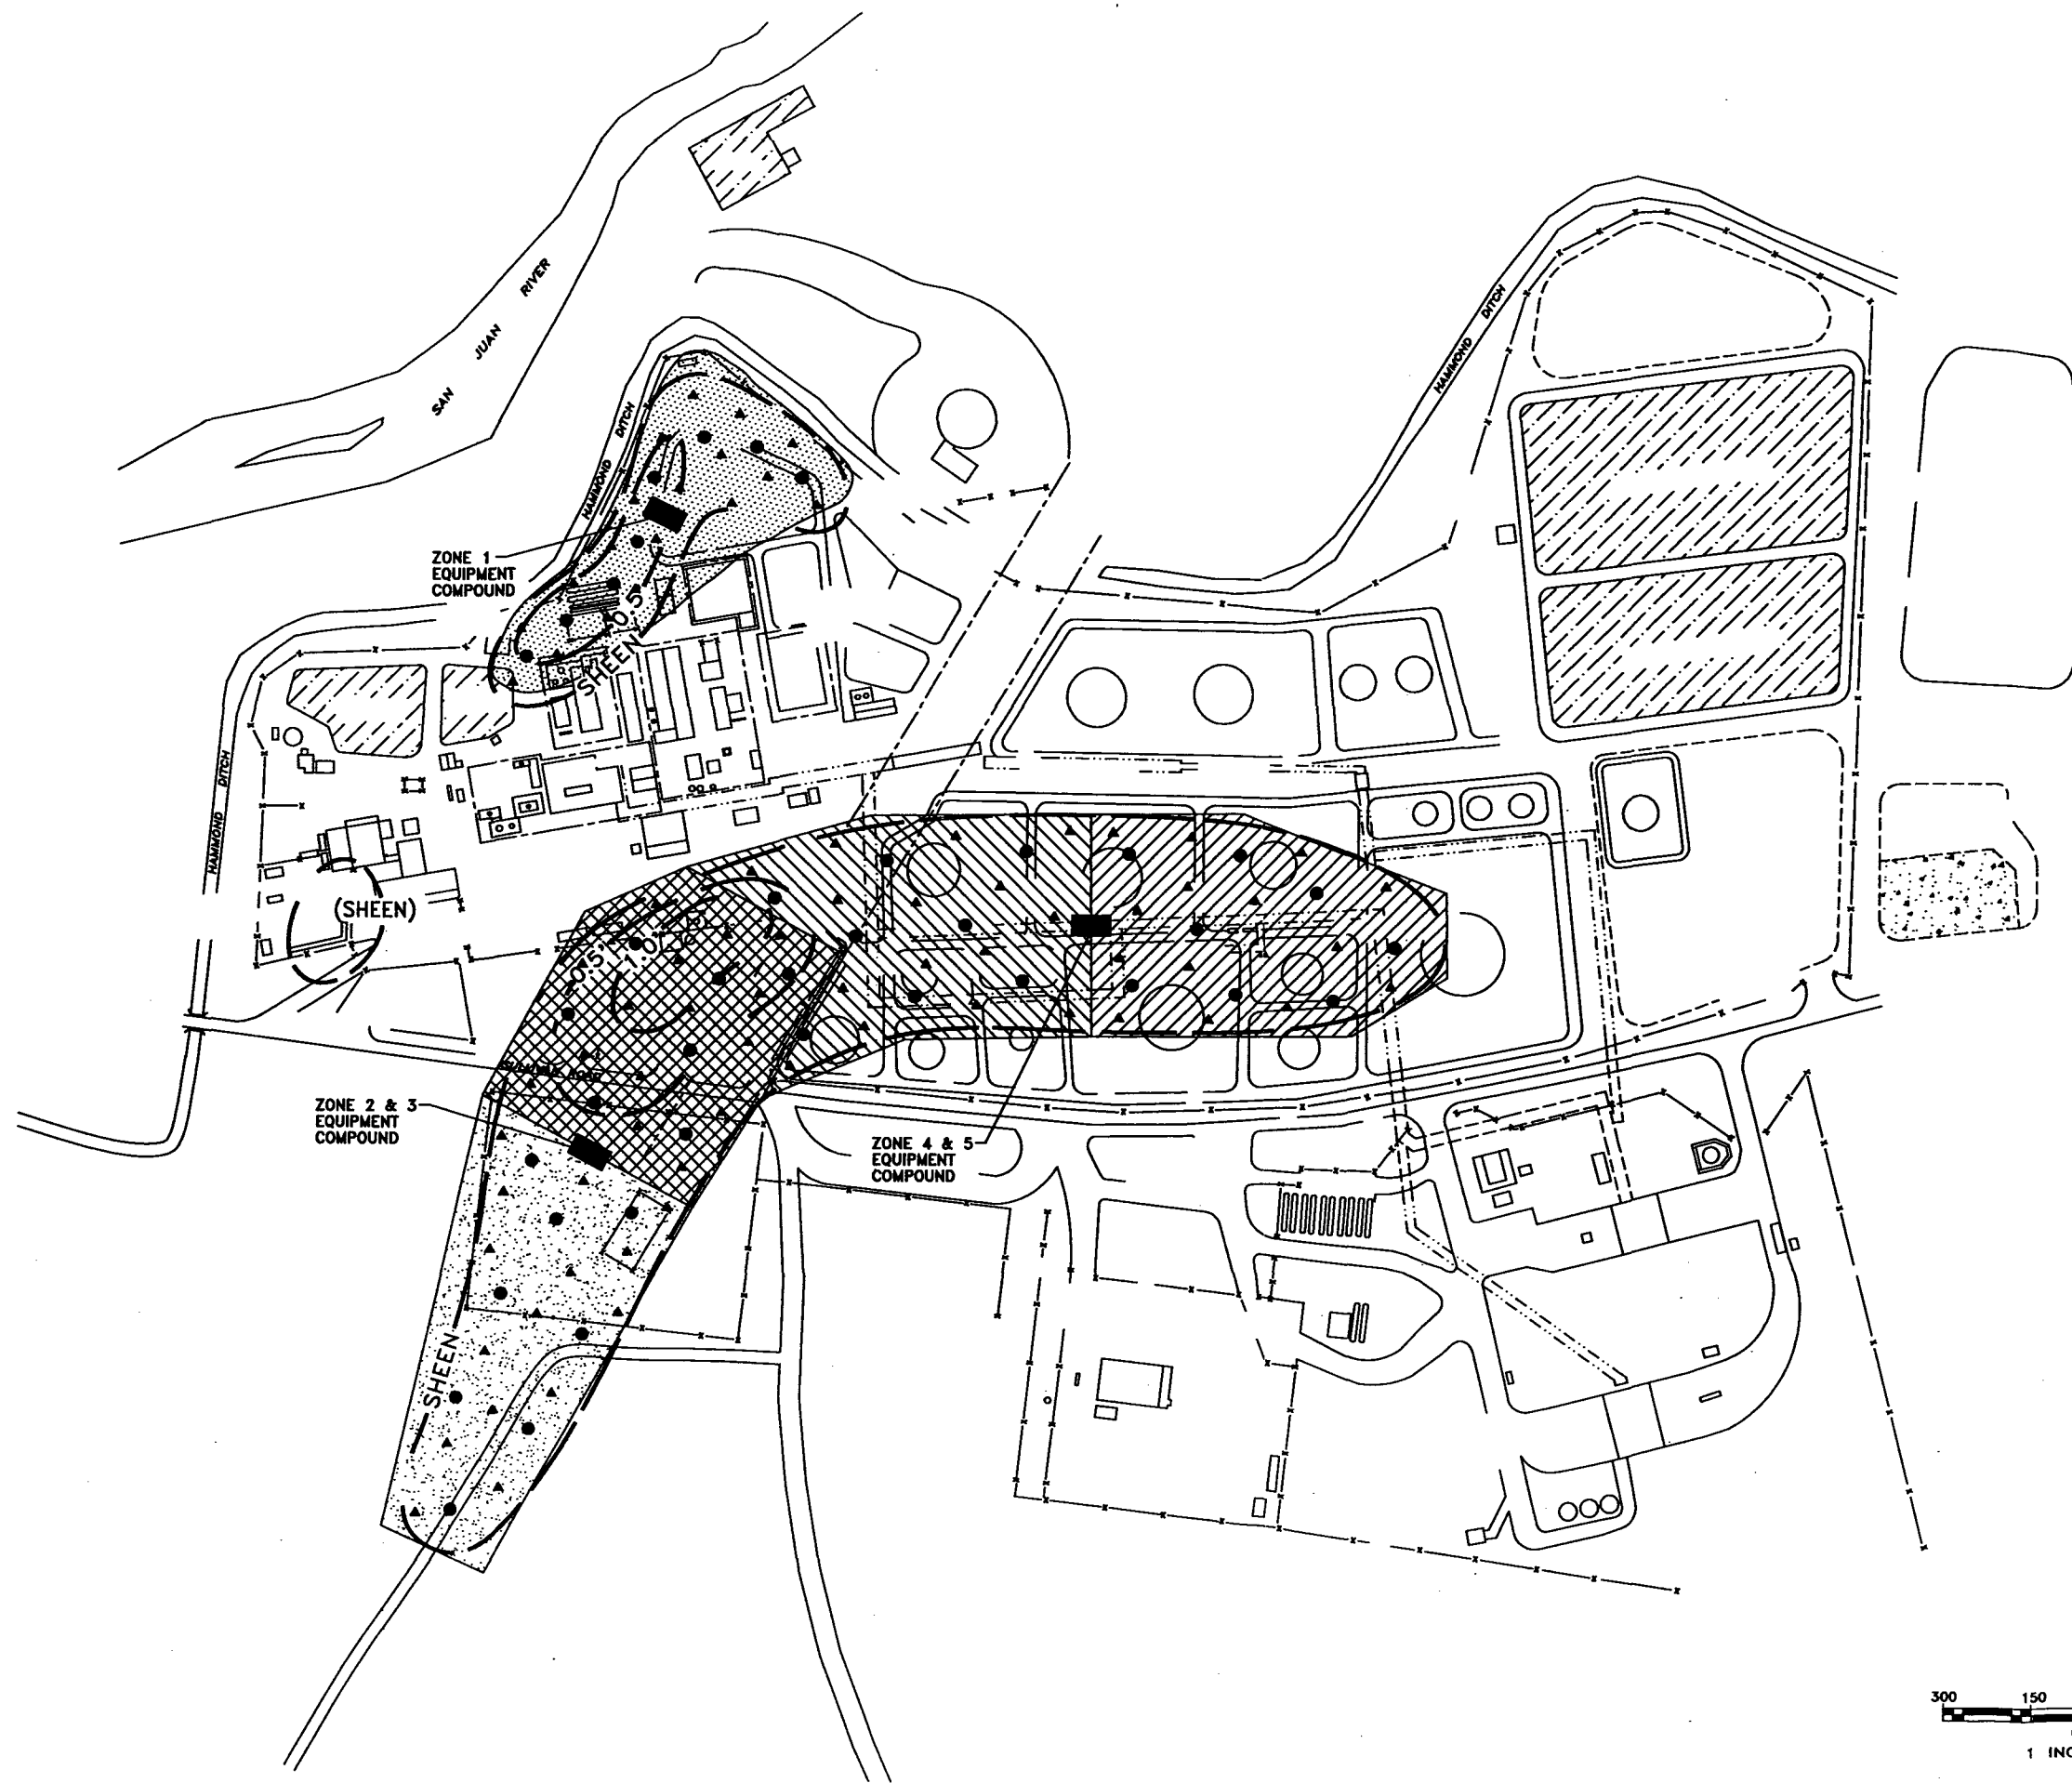 SAN JUAN RIVER
HAMMOND DITCH
HAMMOND DITCH
ZONE 1
EQUIPMENT
COMPOUND
0.5
SHEEN
HAMMOND DITCH
(SHEEN)
0.5
1.0
ROAD
ZONE 2 & 3
EQUIPMENT
COMPOUND
ZONE 4 & 5
EQUIPMENT
COMPOUND
SHEEN
300 150
1 INC